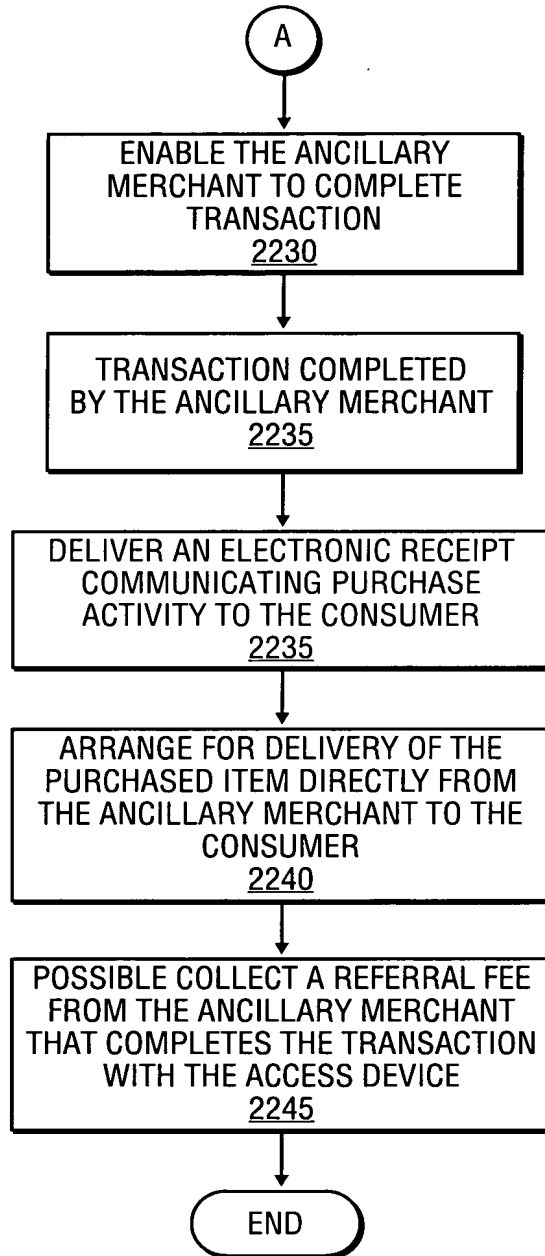 A
ENABLE THE ANCILLARY
MERCHANT TO COMPLETE
TRANSACTION
2230
TRANSACTION COMPLETED
BY THE ANCILLARY MERCHANT
2235
DELIVER AN ELECTRONIC RECEIPT
COMMUNICATING PURCHASE
ACTIVITY TO THE CONSUMER
2235
ARRANGE FOR DELIVERY OF THE
PURCHASED ITEM DIRECTLY FROM
THE ANCILLARY MERCHANT TO THE
CONSUMER
2240
POSSIBLE COLLECT A REFERRAL FEE
FROM THE ANCILLARY MERCHANT
THAT COMPLETES THE TRANSACTION
WITH THE ACCESS DEVICE
2245
END